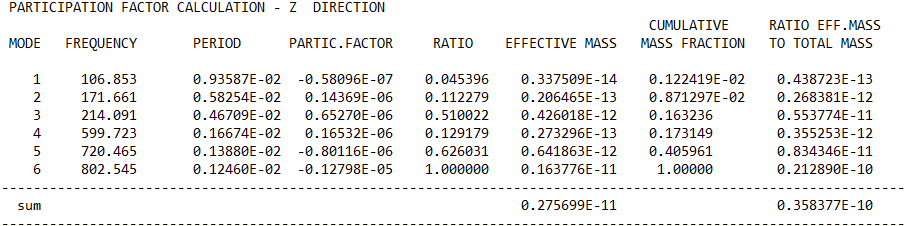 PARTICIPATION FACTOR CALCULATION - Z DIRECTION
CUMULATIVE RATIO EFF.MASS
MODE FREQUENCY PERIOD PARTIC.FACTOR RATIO EFFECTIVE MASS MASS FRACTION TO TOTAL MASS
1 106.853 0.93587E-02 -0.58096E-07 0.045396 0.337509E-14 0.122419E-02 0.438723E-13
2 171.661 0.58254E-02 0.14369E-06 0.112279 0.206465E-13 0.871297E-02 0.268381E-12
3 214.091 0.46709E-02 0.65270E-06 0.510022 0.426018E-12 0.163236 0.553774E-11
4 599.723 0.16674E-02 0.16532E-06 0.129179 0.273296E-13 0.173149 0.355253E-12
5 720.465 0.13880E-02 -0.80116E-06 0.626031 0.641863E-12 0.405961 0.834346E-11
6 802.545 0.12460E-02 -0.12798E-05 1.000000 0.163776E-11 1.00000 0.212890E-10
sum 0.275699E-11 0.358377E-10